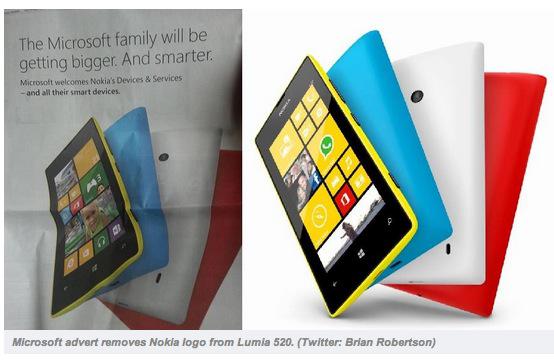 The Microsoft family will be
getting bigger. And smarter.
Microsoft welcomes Nokia's Devices & Services
– and all their smart devices.
NOKIA
Microsoft advert removes Nokia logo from Lumia 520. (Twitter: Brian Robertson)